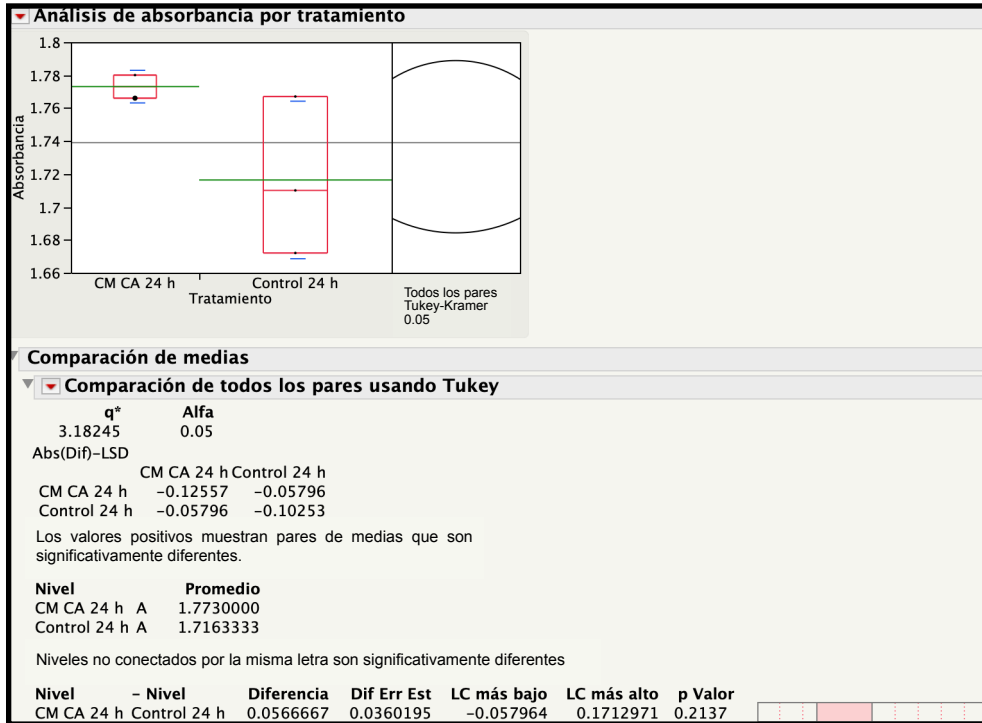 Análisis de absorbancia por tratamiento
1.8
1.78
1.76
1.74
1.72
1.7
1.68
1.66
Absorbancia
CM CA 24 h Control 24 h
Tratamiento
Todos los pares
Tukey-Kramer
0.05
Comparación de medias
Comparación de todos los pares usando Tukey
q* Alfa
3.18245 0.05
Abs(Dif)-LSD
CM CA 24 h Control 24 h
CM CA 24 h -0.12557 -0.05796
Control 24 h -0.05796 -0.10253
Los valores positivos muestran pares de medias que son
significativamente diferentes.
Nivel Promedio
CM CA 24 h A 1.7730000
Control 24 h A 1.7163333
Niveles no conectados por la misma letra son significativamente diferentes
Nivel - Nivel Diferencia Dif Err Est LC más bajo LC más alto p Valor
CM CA 24 h Control 24 h 0.0566667 0.0360195 -0.057964 0.1712971 0.2137